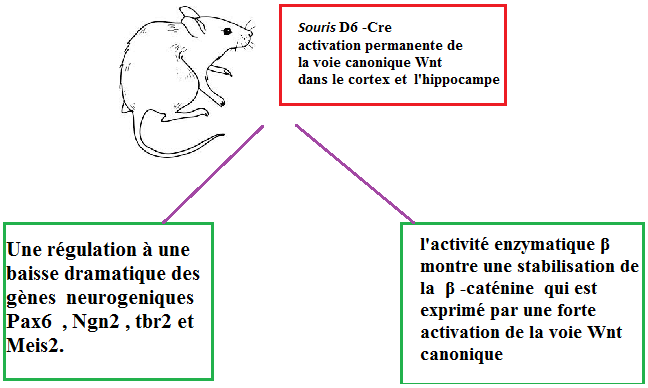 Souris D6 -Cre
activation permanente de
la voie canonique Wnt
dans le cortex et l'hippocampe
Une régulation à une
baisse dramatique des
gènes neurogeniques
Pax6 , Ngn2 , tbr2 et
Meis2.
l'activité enzymatique β
montre une stabilisation de
la β -caténine qui est
exprimé par une forte
activation de la voie Wnt
canonique